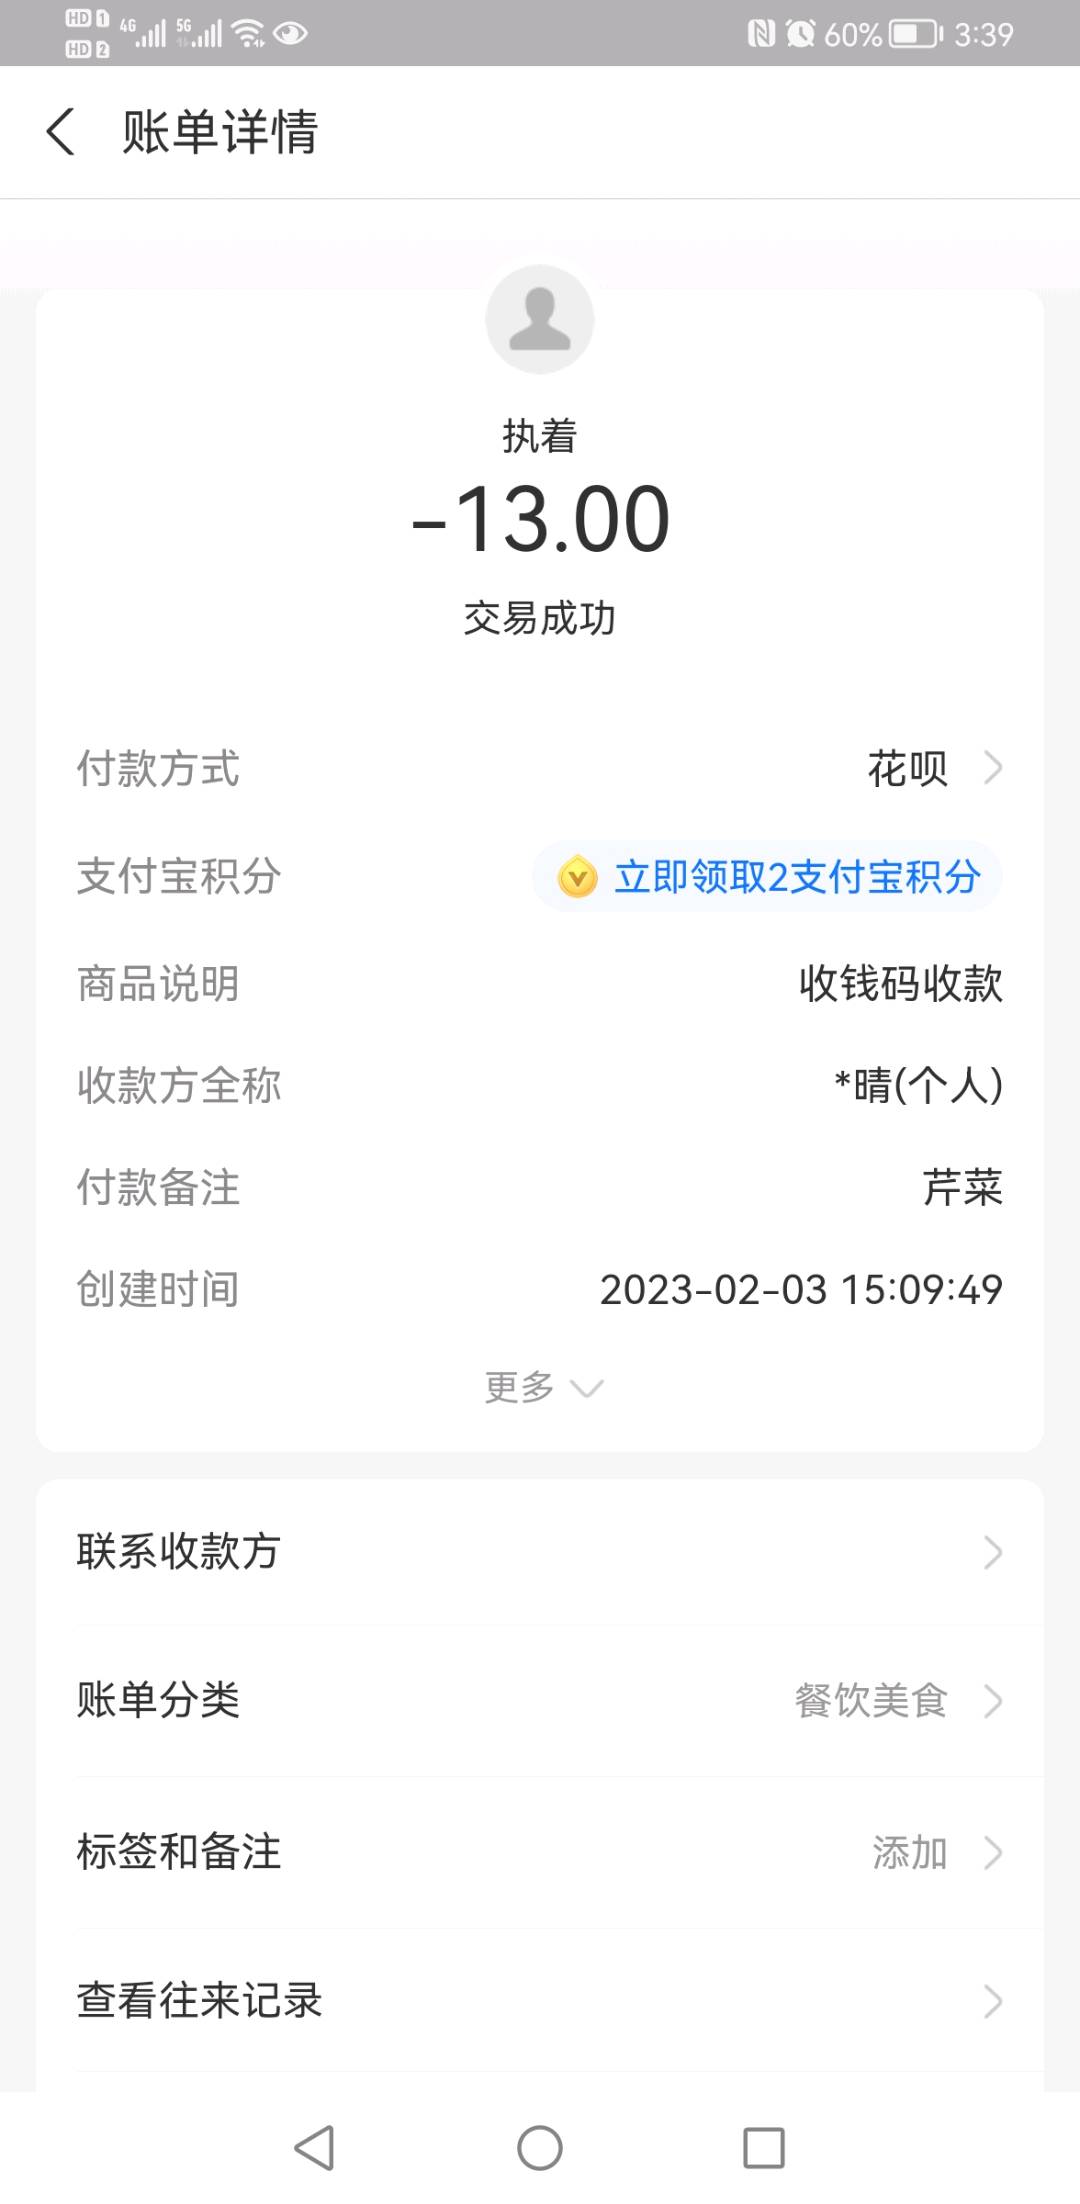 HD 1 4G 5G 60% 3:39
HD 2
账单详情
执着
-13.00
交易成功
付款方式 花呗
支付宝积分 立即领取2支付宝积分
商品说明 收钱码收款
收款方全称 *晴(个人)
付款备注 芹菜
创建时间 2023-02-03 15:09:49
更多
联系收款方
账单分类 餐饮美食
标签和备注 添加
查看往来记录